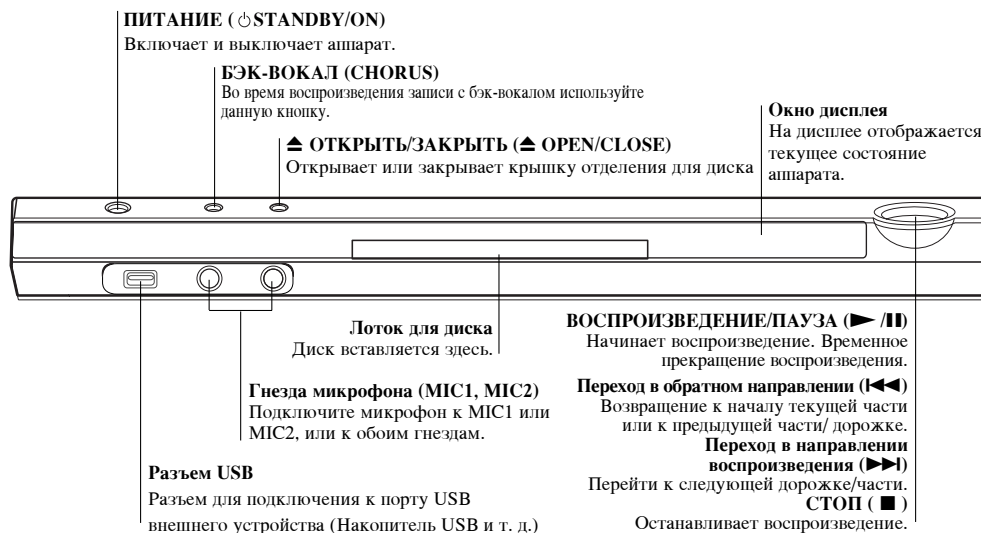 ПИТАНИЕ (⏻STANDBY/ON)
Включает и выключает аппарат.
БЭК-ВОКАЛ (CHORUS)
Во время воспроизведения записи с бэк-вокалом используйте
данную кнопку.
⏏ ОТКРЫТЬ/ЗАКРЫТЬ (⏏ OPEN/CLOSE)
Открывает или закрывает крышку отделения для диска
Окно дисплея
На дисплее отображается
текущее состояние
аппарата.
Лоток для диска
Диск вставляется здесь.
Гнезда микрофона (MIC1, MIC2)
Подключите микрофон к MIC1 или
MIC2, или к обоим гнездам.
Разъем USB
Разъем для подключения к порту USB
внешнего устройства (Накопитель USB и т. д.)
ВОСПРОИЗВЕДЕНИЕ/ПАУЗА (▶ /❚❚)
Начинает воспроизведение. Временное
прекращение воспроизведения.
Переход в обратном направлении (⏮)
Возвращение к началу текущей части
или к предыдущей части/ дорожке.
Переход в направлении
воспроизведения (⏭)
Перейти к следующей дорожке/части.
СТОП ( ■ )
Останавливает воспроизведение.